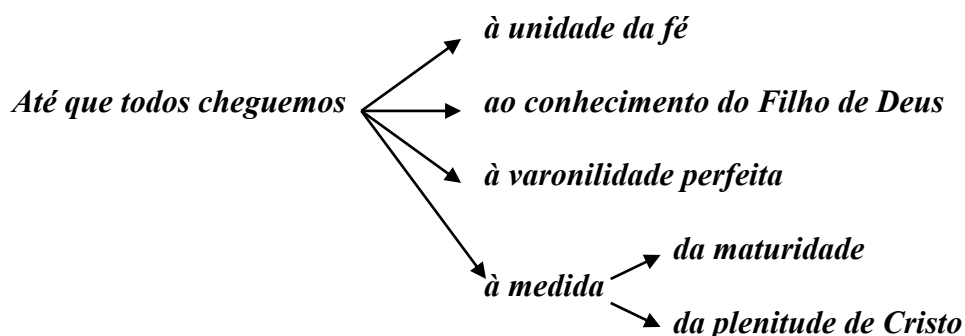 à unidade da fé
Até que todos cheguemos
ao conhecimento do Filho de Deus
à varonilidade perfeita
da maturidade
à medida
da plenitude de Cristo